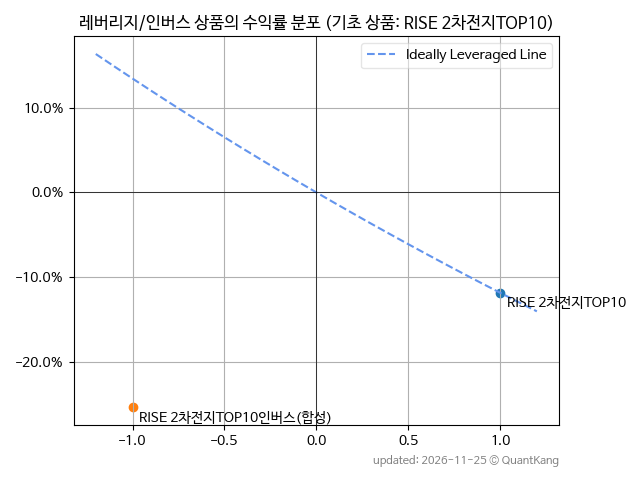 레버리지/인버스 상품의 수익률 분포 (기초 상품: RISE 2차전지TOP10)
Ideally Leveraged Line
10.0%
0.0%
-10.0%
-20.0%
RISE 2차전지TOP10
RISE 2차전지TOP10인버스(합성)
-1.0 -0.5 0.0 0.5 1.0
updated: 2026-11-25 © QuantKang